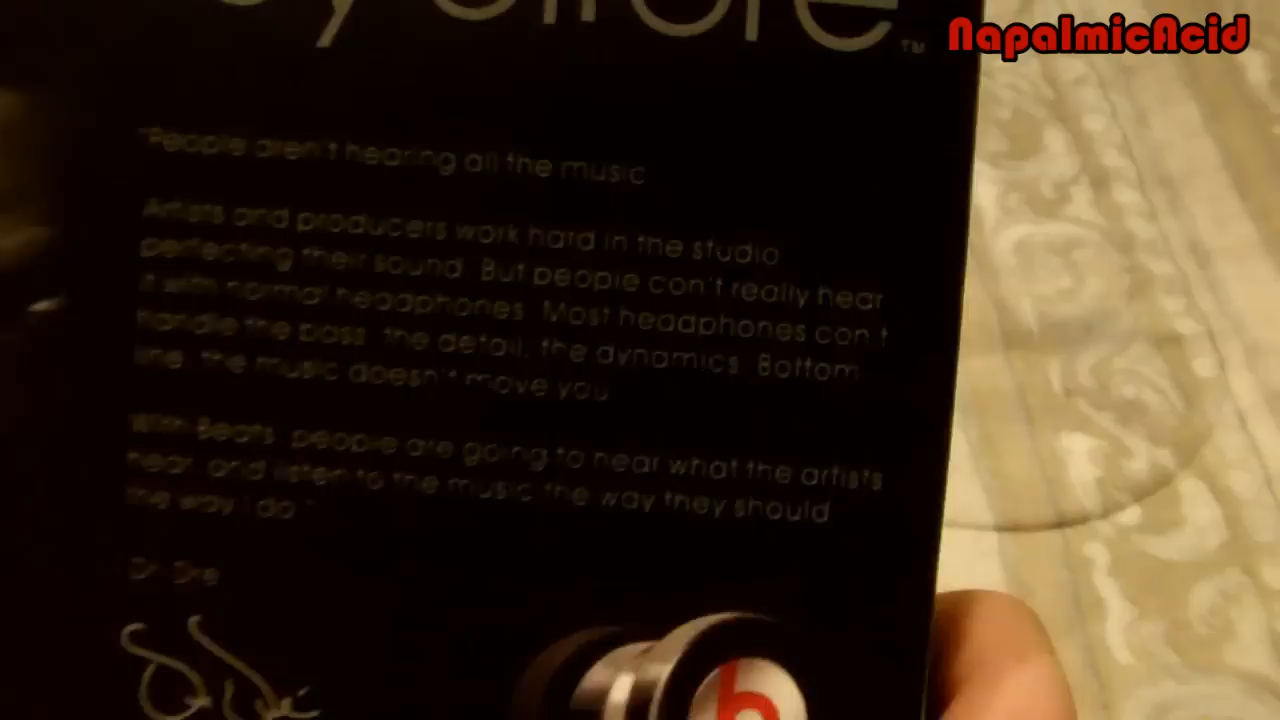 by dr.dre™
NapalmicAcid
"People aren't hearing all the music.
Artists and producers work hard in the studio
perfecting their sound. But people can't really hear
it with normal headphones. Most headphones can't
handle the bass, the detail, the dynamics. Bottom
line, the music doesn't move you.
With Beats, people are going to hear what the artists
hear, and listen to the music the way they should:
the way I do."
Dr. Dre
b